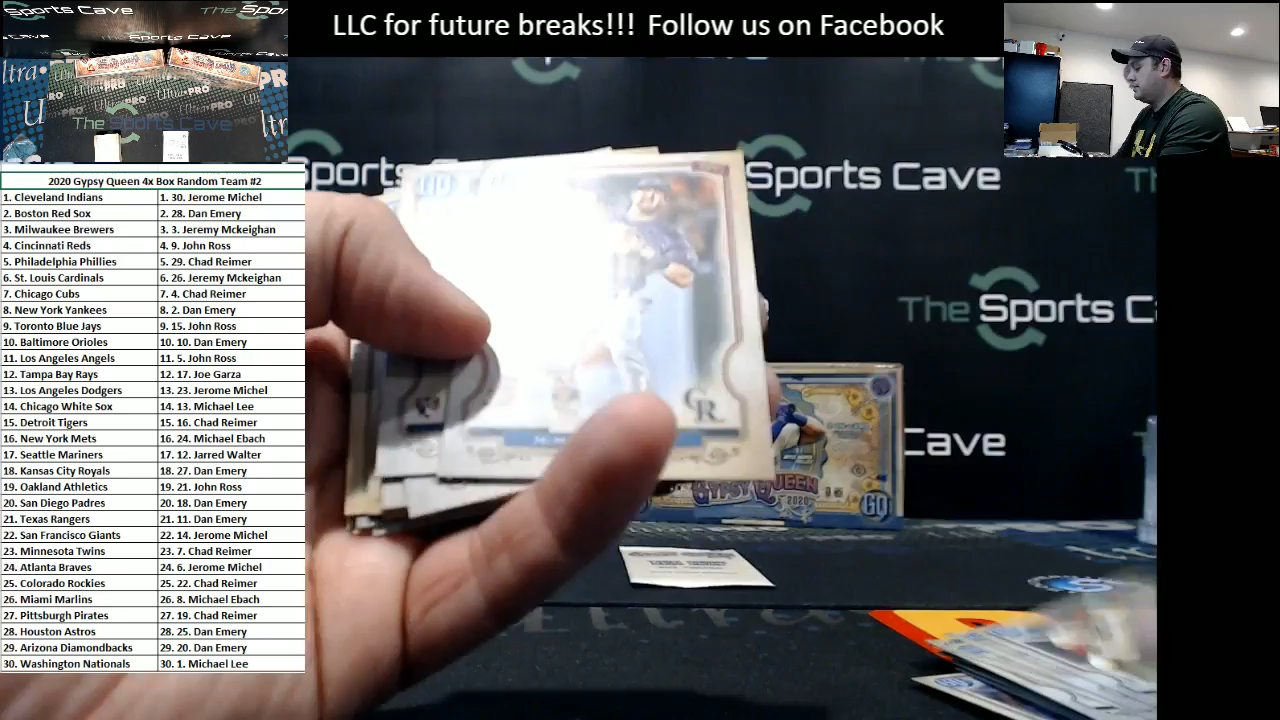 LLC for future breaks!!! Follow us on Facebook
Sports Cave
The Sports Cave
2020 Gypsy Queen 4x Box Random Team #2
1. Cleveland Indians 1. 30. Jerome Michel
2. Boston Red Sox 2. 28. Dan Emery
3. Milwaukee Brewers 3. 3. Jeremy Mckeighan
4. Cincinnati Reds 4. 9. John Ross
5. Philadelphia Phillies 5. 29. Chad Reimer
6. St. Louis Cardinals 6. 26. Jeremy Mckeighan
7. Chicago Cubs 7. 4. Chad Reimer
8. New York Yankees 8. 2. Dan Emery
9. Toronto Blue Jays 9. 15. John Ross
10. Baltimore Orioles 10. 10. Dan Emery
11. Los Angeles Angels 11. 5. John Ross
12. Tampa Bay Rays 12. 17. Joe Garza
13. Los Angeles Dodgers 13. 23. Jerome Michel
14. Chicago White Sox 14. 13. Michael Lee
15. Detroit Tigers 15. 16. Chad Reimer
16. New York Mets 16. 24. Michael Ebach
17. Seattle Mariners 17. 12. Jarred Walter
18. Kansas City Royals 18. 27. Dan Emery
19. Oakland Athletics 19. 21. John Ross
20. San Diego Padres 20. 18. Dan Emery
21. Texas Rangers 21. 11. Dan Emery
22. San Francisco Giants 22. 14. Jerome Michel
23. Minnesota Twins 23. 7. Chad Reimer
24. Atlanta Braves 24. 6. Jerome Michel
25. Colorado Rockies 25. 22. Chad Reimer
26. Miami Marlins 26. 8. Michael Ebach
27. Pittsburgh Pirates 27. 19. Chad Reimer
28. Houston Astros 28. 25. Dan Emery
29. Arizona Diamondbacks 29. 20. Dan Emery
30. Washington Nationals 30. 1. Michael Lee
Sports Cave
The Sports C
Cave
CR
GYPSY QUEEN
2020
GQ